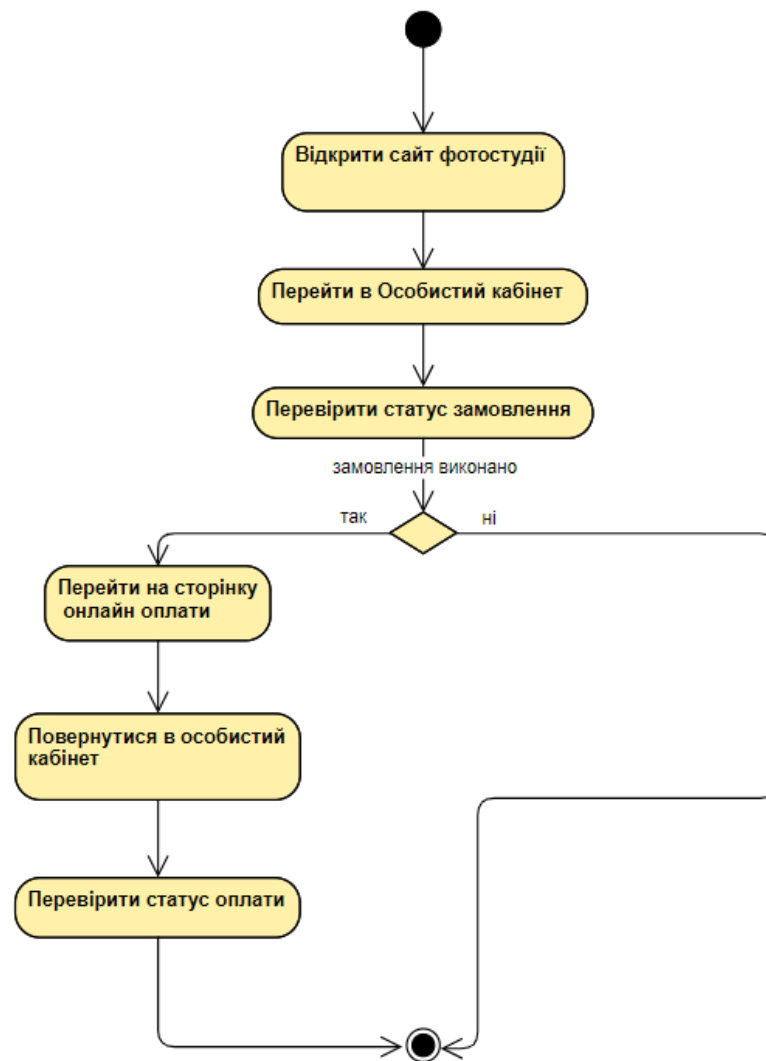 Відкрити сайт фотостудії
Перейти в Особистий кабінет
Перевірити статус замовлення
замовлення виконано
так
ні
Перейти на сторінку
онлайн оплати
Повернутися в особистий
кабінет
Перевірити статус оплати